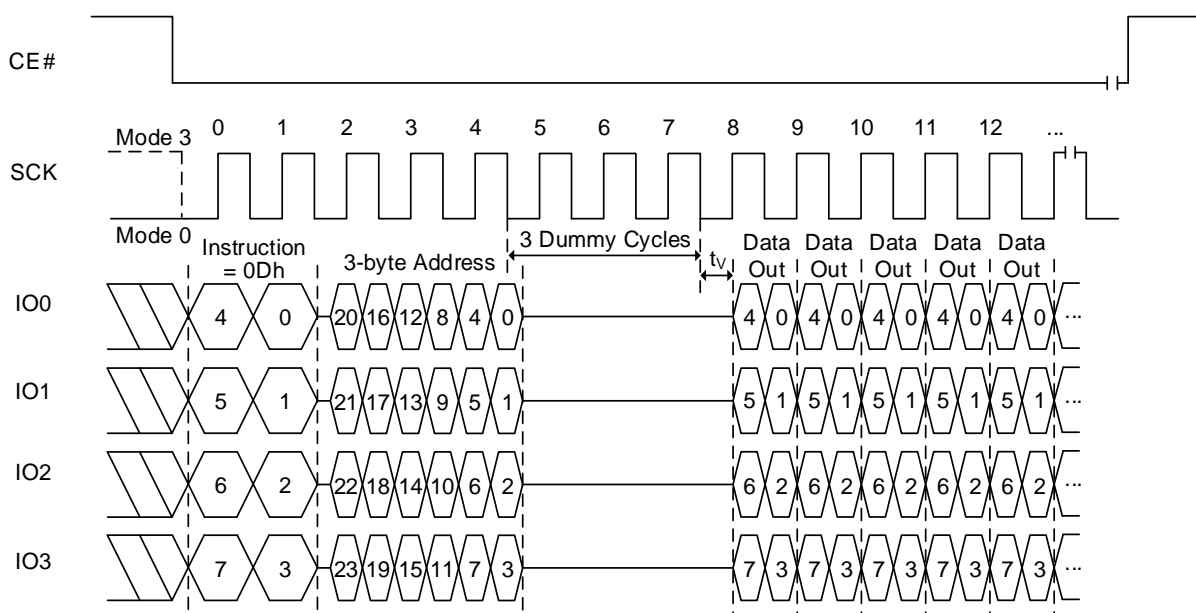 CE#
0 1 2 3 4 5 6 7 8 9 10 11 12 ...
Mode 3
SCK
Mode 0
Instruction
= 0Dh
3-byte Address
3 Dummy Cycles
tV
Data
Out
Data
Out
Data
Out
Data
Out
Data
Out
IO0 4 0 20 16 12 8 4 0 4 0 4 0 4 0 4 0 4 0 ...
IO1 5 1 21 17 13 9 5 1 5 1 5 1 5 1 5 1 5 1 ...
IO2 6 2 22 18 14 10 6 2 6 2 6 2 6 2 6 2 6 2 ...
IO3 7 3 23 19 15 11 7 3 7 3 7 3 7 3 7 3 7 3 ...